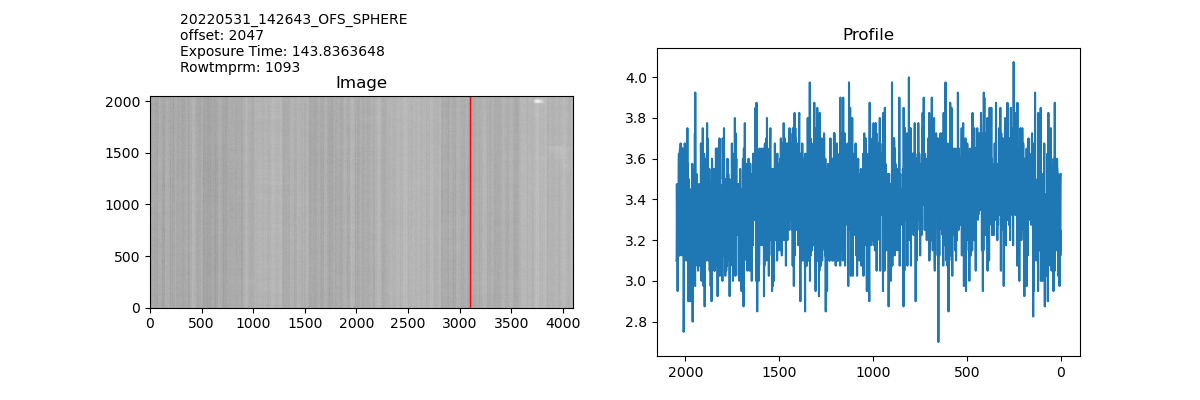 20220531_142643_OFS_SPHERE
offset: 2047
Exposure Time: 143.8363648
Rowtmprm: 1093
Image
2000
1500
1000
500
0
0 500 1000 1500 2000 2500 3000 3500 4000
Profile
4.0
3.8
3.6
3.4
3.2
3.0
2.8
2000 1500 1000 500 0